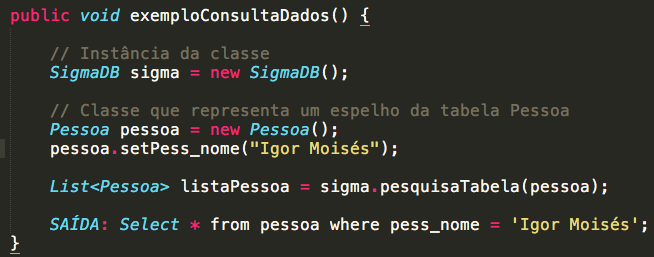 public void exemploConsultaDados() {
// Instância da classe
SigmaDB sigma = new SigmaDB();
// Classe que representa um espelho da tabela Pessoa
Pessoa pessoa = new Pessoa();
pessoa.setPess_nome("Igor Moisés");
List<Pessoa> listaPessoa = sigma.pesquisaTabela(pessoa);
SAÍDA: Select * from pessoa where pess_nome = 'Igor Moisés';
}